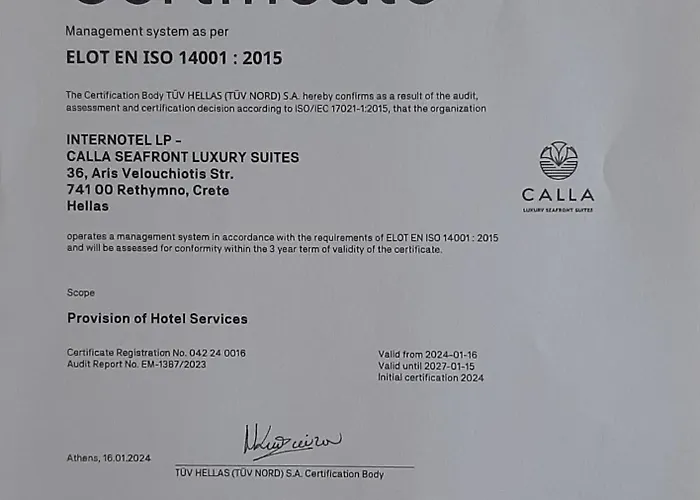 Certificate
Management system as per
ELOT EN ISO 14001 : 2015
The Certification Body TÜV HELLAS (TÜV NORD) S.A. hereby confirms as a result of the audit,
assessment and certification decision according to ISO/IEC 17021-1:2015, that the organization
INTERNOTEL LP -
CALLA SEAFRONT LUXURY SUITES
36, Aris Velouchiotis Str.
741 00 Rethymno, Crete
Hellas
CALLA
LUXURY SEAFRONT SUITES
operates a management system in accordance with the requirements of ELOT EN ISO 14001 : 2015
and will be assessed for conformity within the 3 year term of validity of the certificate.
Scope
Provision of Hotel Services
Certificate Registration No. 042 24 0016
Audit Report No. EM-1387/2023
Valid from 2024-01-16
Valid until 2027-01-15
Initial certification 2024
Athens, 16.01.2024
TÜV HELLAS (TÜV NORD) S.A. Certification Body